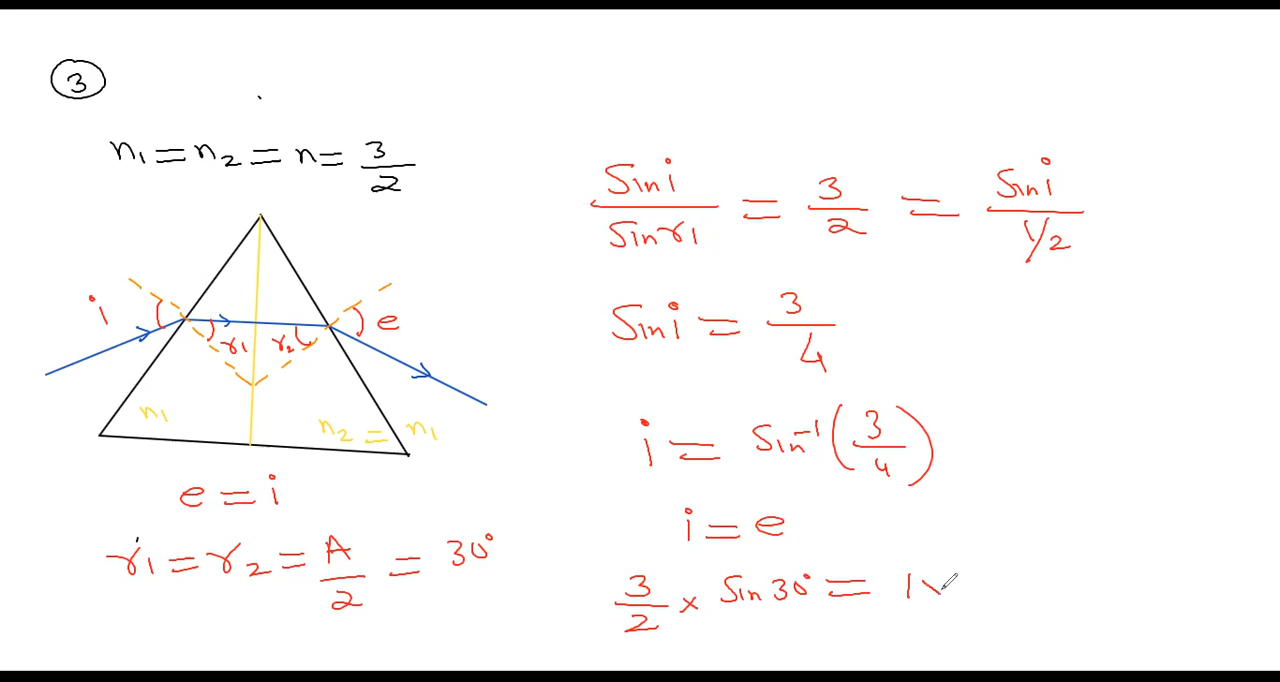 3
n₁ = n₂ = n = 3/2
i
r₁
r₂
e
n₁
n₂ = n₁
e = i
r₁ = r₂ = A/2 = 30°
Sin i / Sin r₁ = 3/2 = Sin i / 1/2
Sin i = 3/4
i = Sin⁻¹ (3/4)
i = e
3/2 × Sin 30° = 1